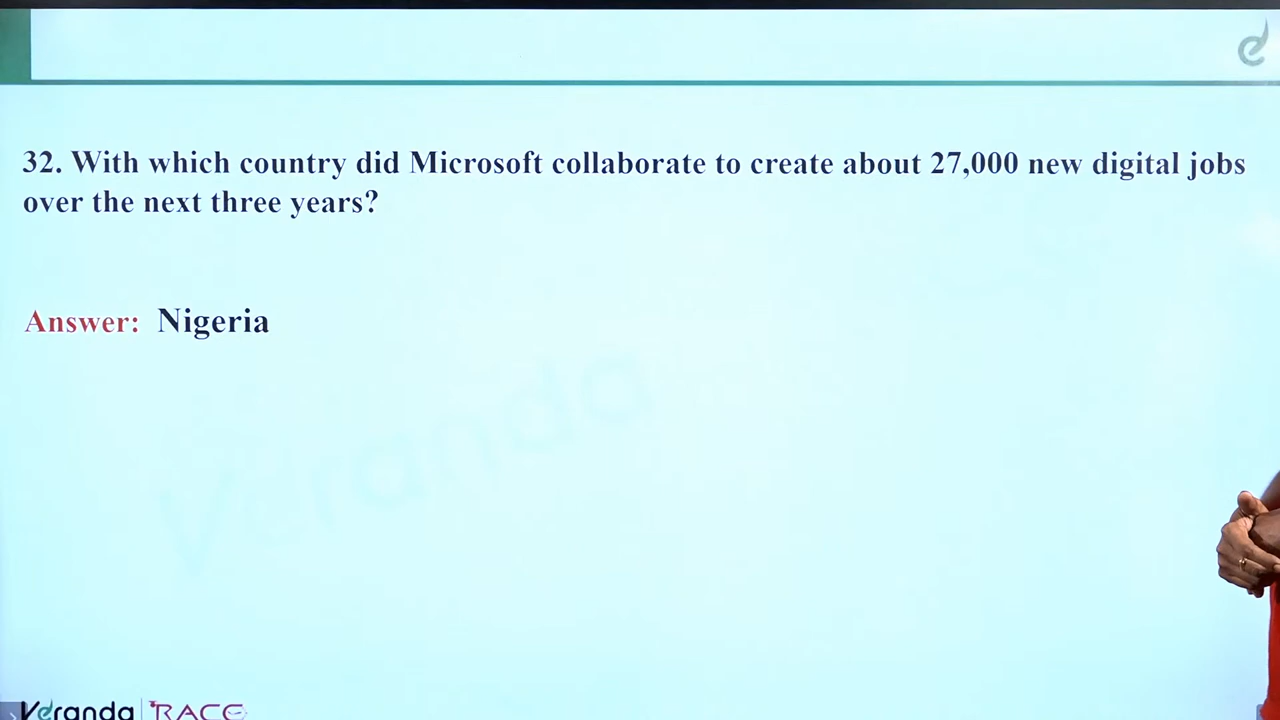 32. With which country did Microsoft collaborate to create about 27,000 new digital jobs
over the next three years?
Answer: Nigeria
Veranda
Veranda RACE